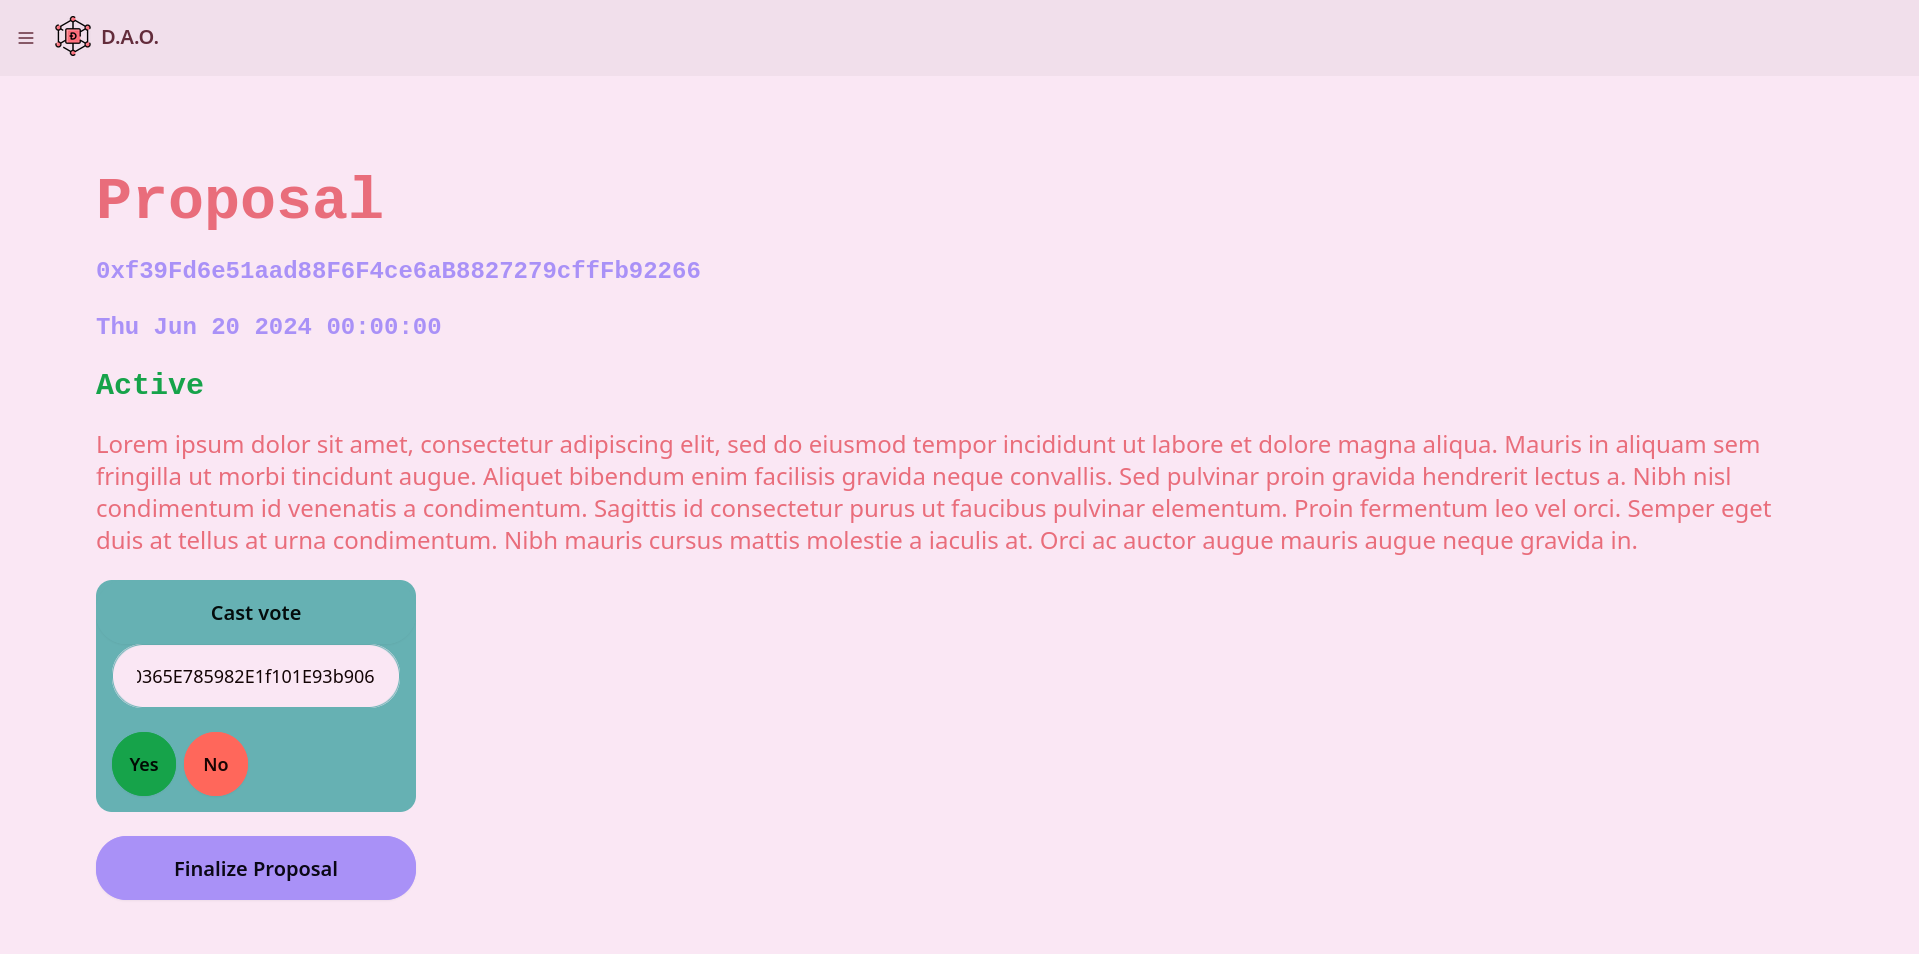 D.A.O.
Proposal
0xf39Fd6e51aad88F6F4ce6aB8827279cffFb92266
Thu Jun 20 2024 00:00:00
Active
Lorem ipsum dolor sit amet, consectetur adipiscing elit, sed do eiusmod tempor incididunt ut labore et dolore magna aliqua. Mauris in aliquam sem
fringilla ut morbi tincidunt augue. Aliquet bibendum enim facilisis gravida neque convallis. Sed pulvinar proin gravida hendrerit lectus a. Nibh nisl
condimentum id venenatis a condimentum. Sagittis id consectetur purus ut faucibus pulvinar elementum. Proin fermentum leo vel orci. Semper eget
duis at tellus at urna condimentum. Nibh mauris cursus mattis molestie a iaculis at. Orci ac auctor augue mauris augue neque gravida in.
Cast vote
0365E785982E1f101E93b906
Yes No
Finalize Proposal